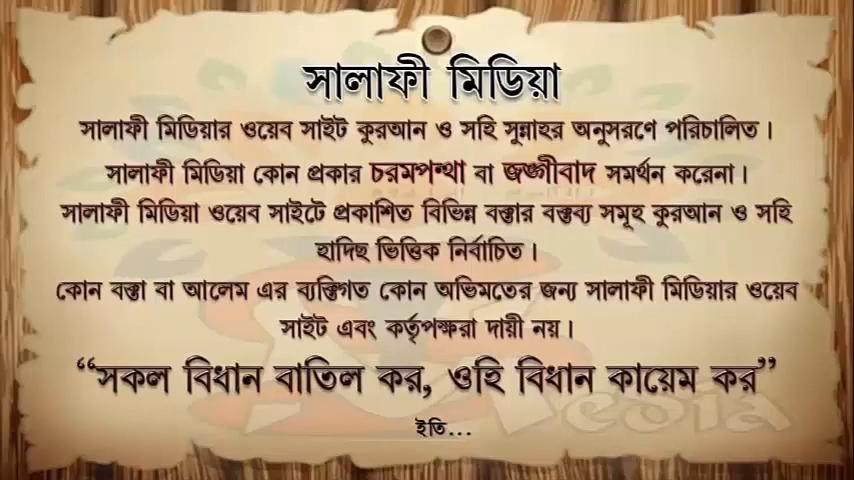 সালাফী মিডিয়া
সালাফী মিডিয়ার ওয়েব সাইট কুরআন ও সহি সুন্নাহর অনুসরণে পরিচালিত।
সালাফী মিডিয়া কোন প্রকার চরমপন্থা বা জঙ্গীবাদ সমর্থন করেনা।
সালাফী মিডিয়া ওয়েব সাইটে প্রকাশিত বিভিন্ন বক্তার বক্তব্য সমূহ কুরআন ও সহি
হাদিছ ভিত্তিক নির্বাচিত।
কোন বক্তা বা আলেম এর ব্যক্তিগত কোন অভিমতের জন্য সালাফী মিডিয়ার ওয়েব
সাইট এবং কর্তৃপক্ষরা দায়ী নয়।
“সকল বিধান বাতিল কর, ওহি বিধান কায়েম কর”
ইতি...